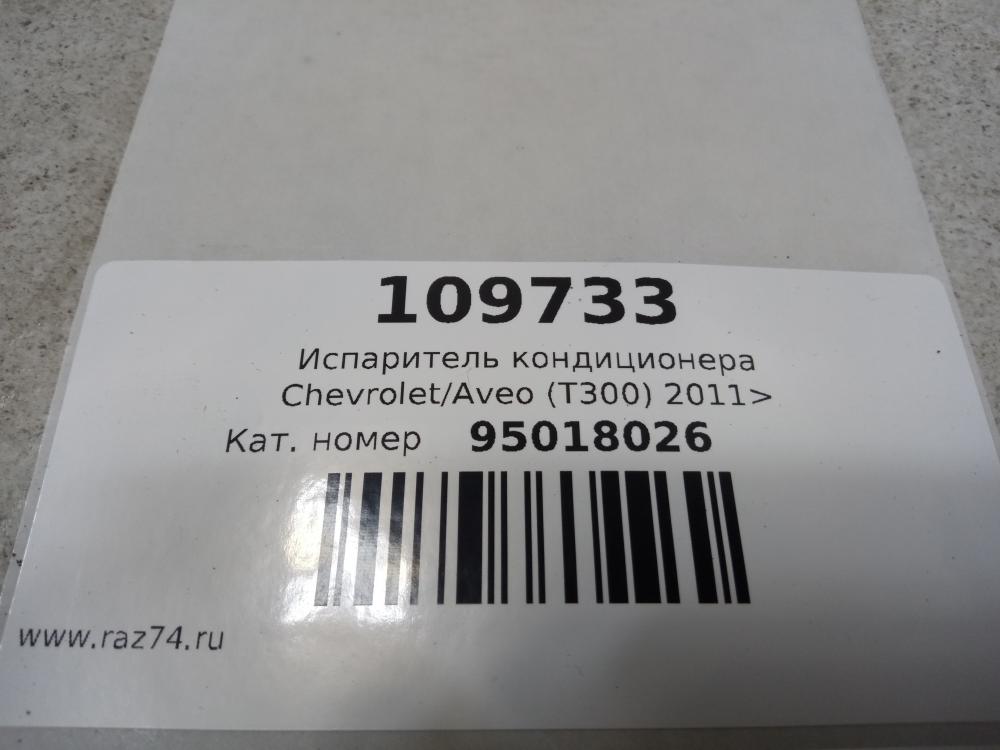 109733
Испаритель кондиционера
Chevrolet/Aveo (T300) 2011>
Кат. номер 95018026
www.raz74.ru